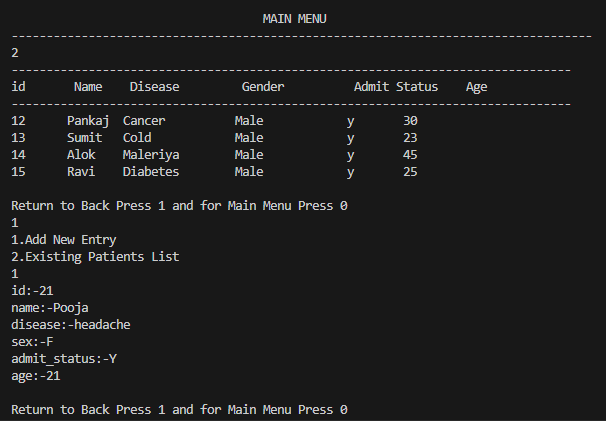 MAIN MENU
-----------------------------------------------------------------------------------
2
--------------------------------------------------------------------------------
id       Name    Disease         Gender          Admit Status    Age
--------------------------------------------------------------------------------
12      Pankaj  Cancer          Male            y       30
13      Sumit   Cold            Male            y       23
14      Alok    Maleriya        Male            y       45
15      Ravi    Diabetes        Male            y       25
Return to Back Press 1 and for Main Menu Press 0
1
1.Add New Entry
2.Existing Patients List
1
id:-21
name:-Pooja
disease:-headache
sex:-F
admit_status:-Y
age:-21
Return to Back Press 1 and for Main Menu Press 0